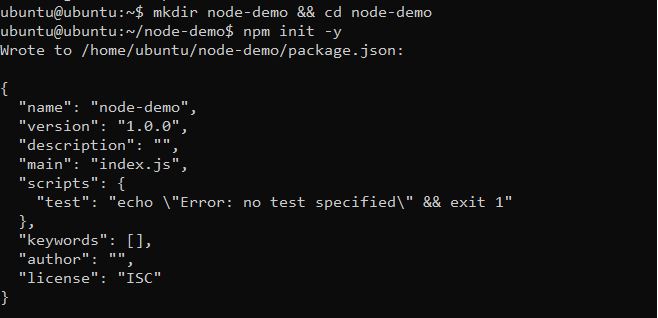 ubuntu@ubuntu:~$ mkdir node-demo && cd node-demo
ubuntu@ubuntu:~/node-demo$ npm init -y
Wrote to /home/ubuntu/node-demo/package.json:

{
  "name": "node-demo",
  "version": "1.0.0",
  "description": "",
  "main": "index.js",
  "scripts": {
    "test": "echo \"Error: no test specified\" && exit 1"
  },
  "keywords": [],
  "author": "",
  "license": "ISC"
}